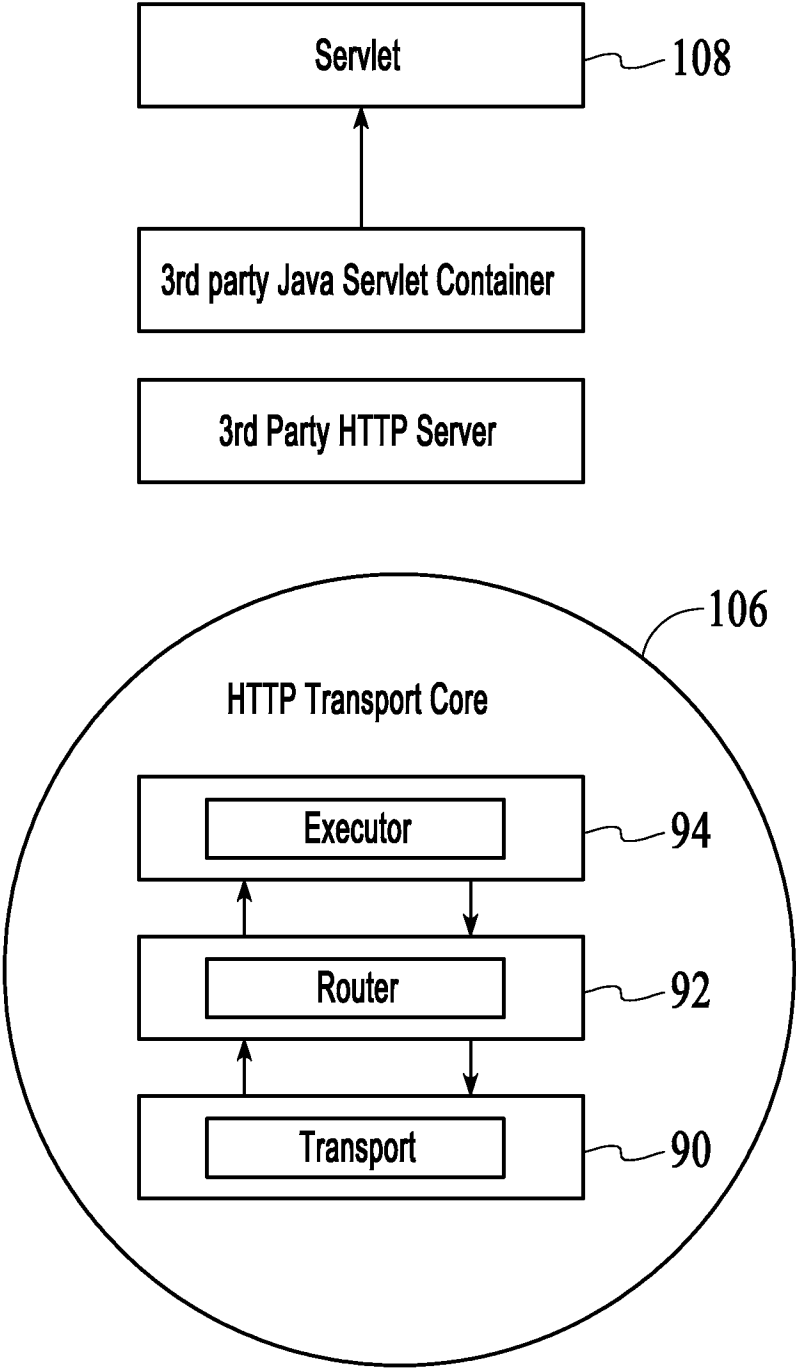 Servlet
108
3rd party Java Servlet Container
3rd Party HTTP Server
106
HTTP Transport Core
Executor
94
Router
92
Transport
90